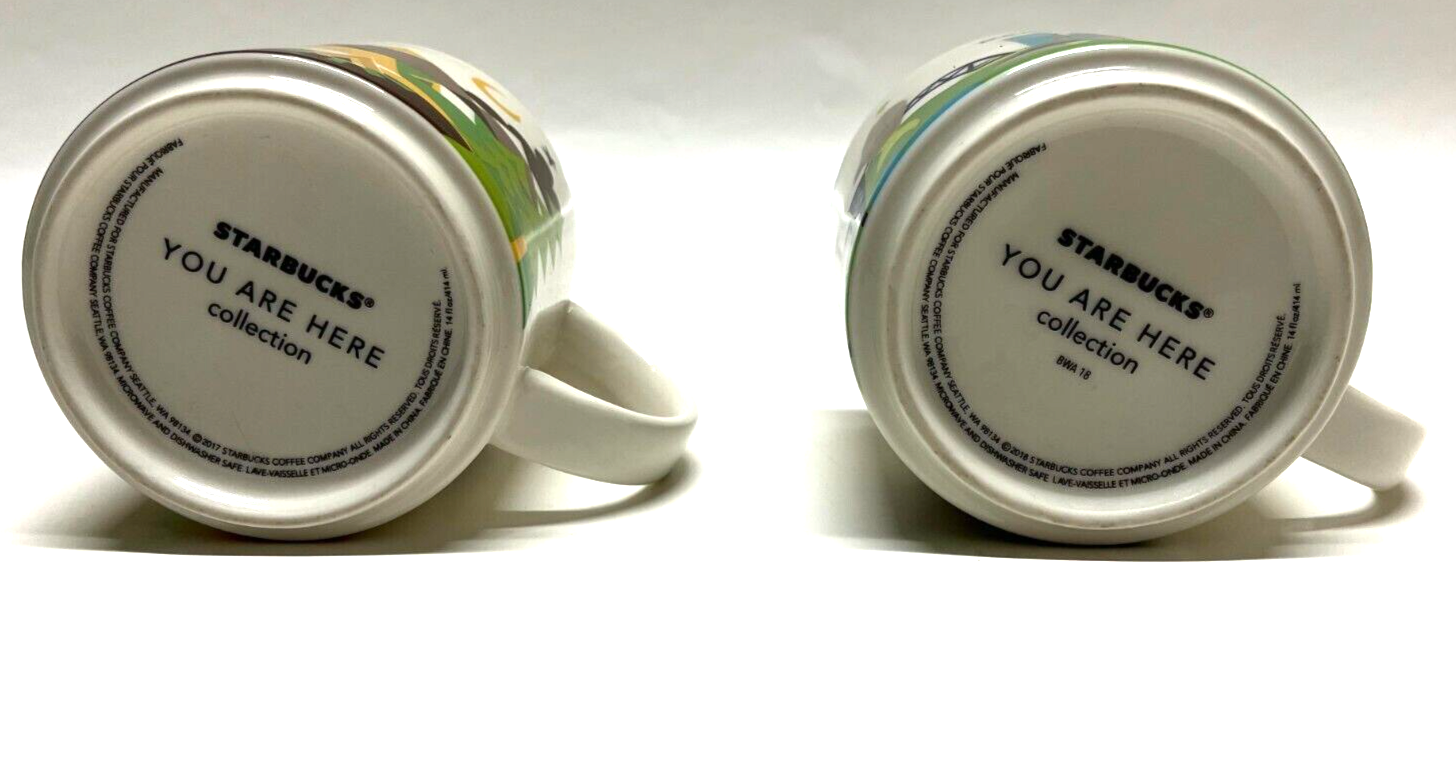 STARBUCKS®
YOU ARE HERE
collection
MANUFACTURED FOR STARBUCKS COFFEE COMPANY SEATTLE, WA 98134 ©2017 STARBUCKS COFFEE COMPANY ALL RIGHTS RESERVED. TOUS DROITS RÉSERVÉ.
FABRIQUÉ POUR STARBUCKS COFFEE COMPANY SEATTLE, WA 98134 MICROWAVE AND DISHWASHER SAFE. LAVE-VAISSELLE ET MICRO-ONDE. MADE IN CHINA. FABRIQUÉ EN CHINE. 14 fl oz/414 ml
STARBUCKS®
YOU ARE HERE
collection
BWA 18
MANUFACTURED FOR STARBUCKS COFFEE COMPANY SEATTLE, WA 98134 ©2018 STARBUCKS COFFEE COMPANY ALL RIGHTS RESERVED. TOUS DROITS RÉSERVÉ.
FABRIQUÉ POUR STARBUCKS COFFEE COMPANY SEATTLE, WA 98134 MICROWAVE AND DISHWASHER SAFE. LAVE-VAISSELLE ET MICRO-ONDE. MADE IN CHINA. FABRIQUÉ EN CHINE. 14 fl oz/414 ml